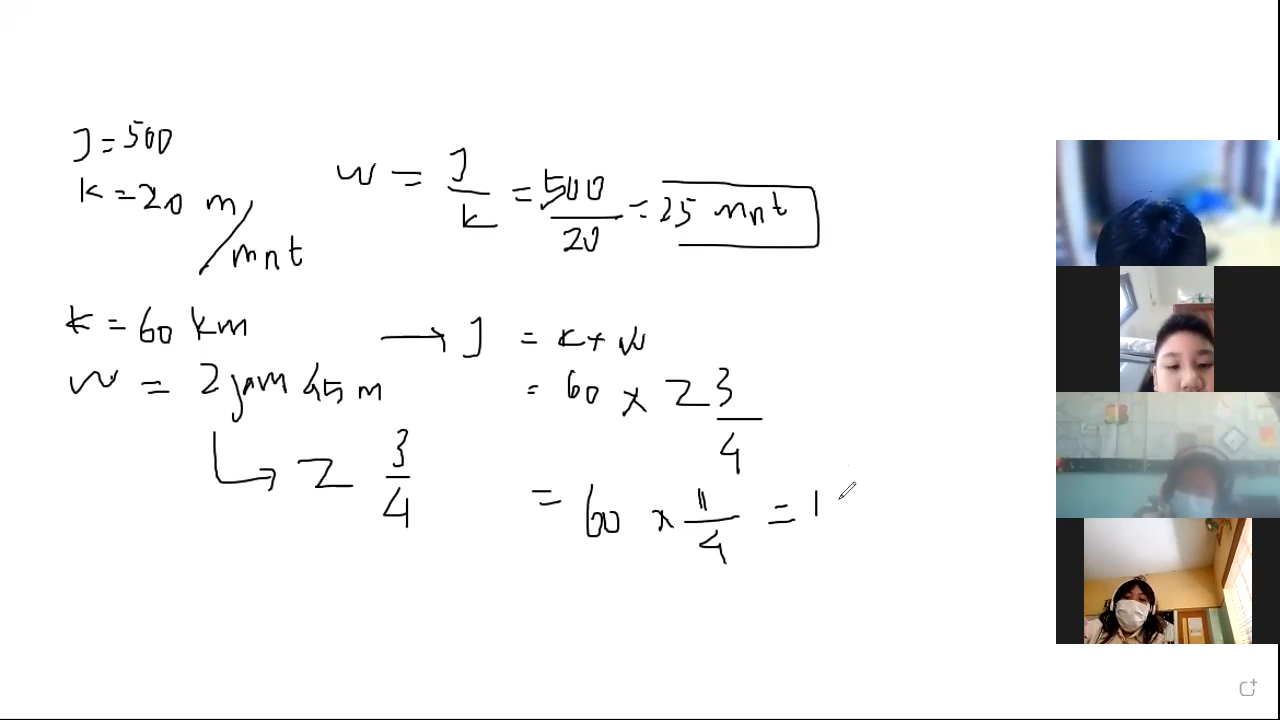 J = 500
k = 20 m/mnt
w = J/k = 500/20 = 25 mnt
k = 60 km
w = 2 jam 45 m
→ 2 3/4
→ J = k x w
= 60 x 2 3/4
= 60 x 11/4 = 1